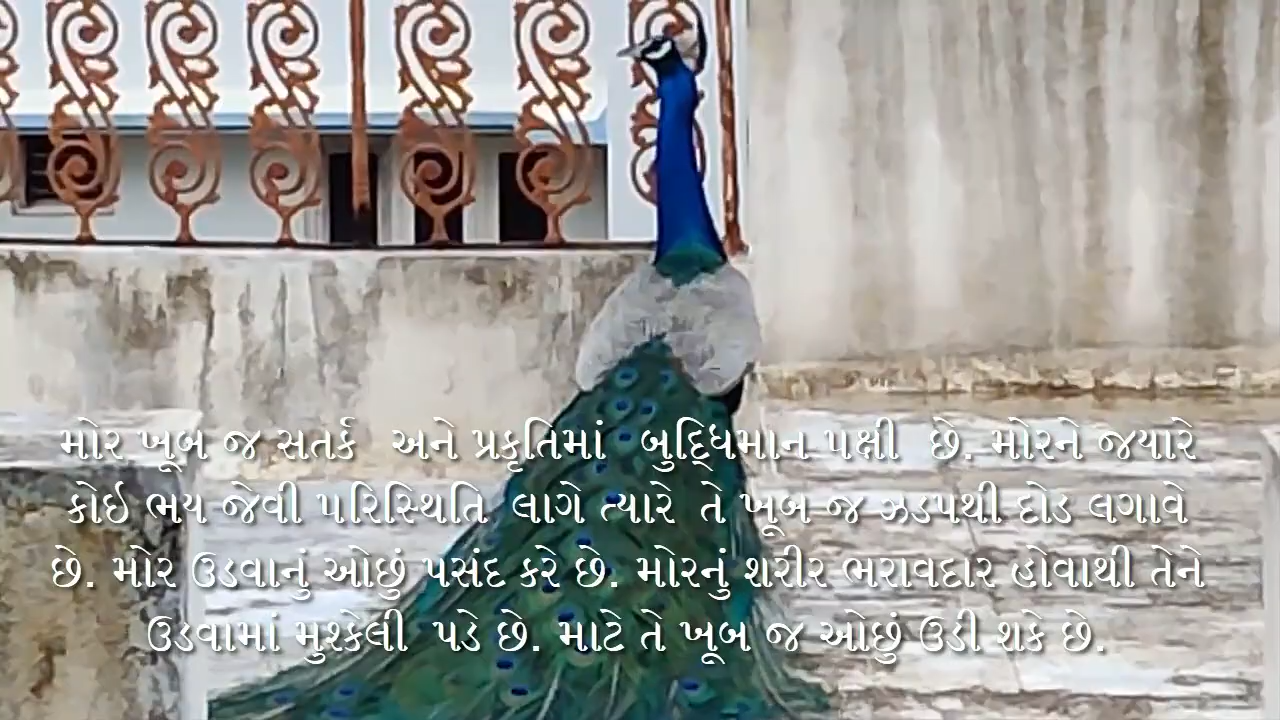 મોર ખૂબ જ સતર્ક અને પ્રકૃતિમાં બુદ્ધિમાન પક્ષી છે. મોરને જયારે
કોઇ ભય જેવી પરિસ્થિતિ લાગે ત્યારે તે ખૂબ જ ઝડપથી દોડ લગાવે
છે. મોર ઉડવાનું ઓછું પસંદ કરે છે. મોરનું શરીર ભરાવદાર હોવાથી તેને
ઉડવામાં મુશ્કેલી પડે છે. માટે તે ખૂબ જ ઓછું ઉડી શકે છે.